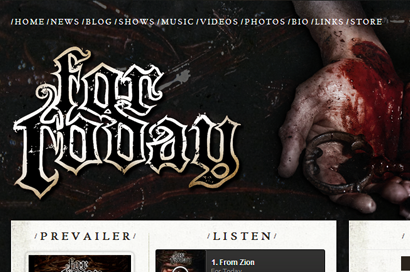 / HOME / NEWS / BLOG / SHOWS / MUSIC / VIDEOS / PHOTOS / BIO / LINKS / STORE
for
today
/ PREVAILER /
/ LISTEN /
1. From Zion
For Today